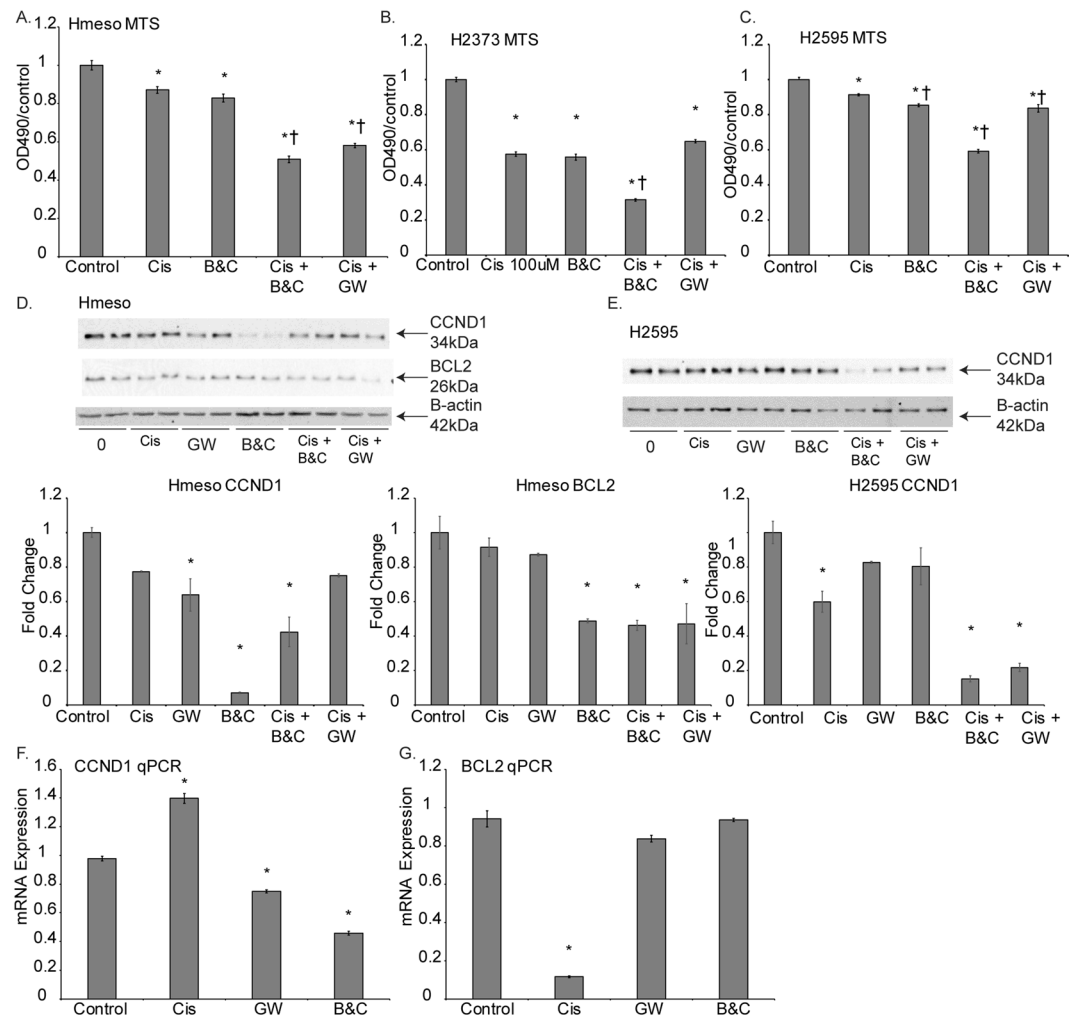 A.
Hmeso MTS
OD490/control
1.2
1
0.8
0.6
0.4
0.2
0
* * *† *†
Control Cis B&C Cis + B&C Cis + GW
B.
H2373 MTS
OD490/control
1.2
1
0.8
0.6
0.4
0.2
0
* * *† *
Control Cis 100uM B&C Cis + B&C Cis + GW
C.
H2595 MTS
OD490/control
1.2
1
0.8
0.6
0.4
0.2
0
* *† *† *†
Control Cis B&C Cis + B&C Cis + GW
D.
Hmeso
CCND1
34kDa
BCL2
26kDa
B-actin
42kDa
0 Cis GW B&C Cis + B&C Cis + GW
E.
H2595
CCND1
34kDa
B-actin
42kDa
0 Cis GW B&C Cis + B&C Cis + GW
Hmeso CCND1
Fold Change
1.2
1
0.8
0.6
0.4
0.2
0
* * *
Control Cis GW B&C Cis + B&C Cis + GW
Hmeso BCL2
Fold Change
1.2
1
0.8
0.6
0.4
0.2
0
* * *
Control Cis GW B&C Cis + B&C Cis + GW
H2595 CCND1
Fold Change
1.2
1
0.8
0.6
0.4
0.2
0
* * *
Control Cis GW B&C Cis + B&C Cis + GW
F.
CCND1 qPCR
mRNA Expression
1.6
1.4
1.2
1
0.8
0.6
0.4
0.2
0
* * *
Control Cis GW B&C
G.
BCL2 qPCR
mRNA Expression
1.2
1
0.8
0.6
0.4
0.2
0
*
Control Cis GW B&C